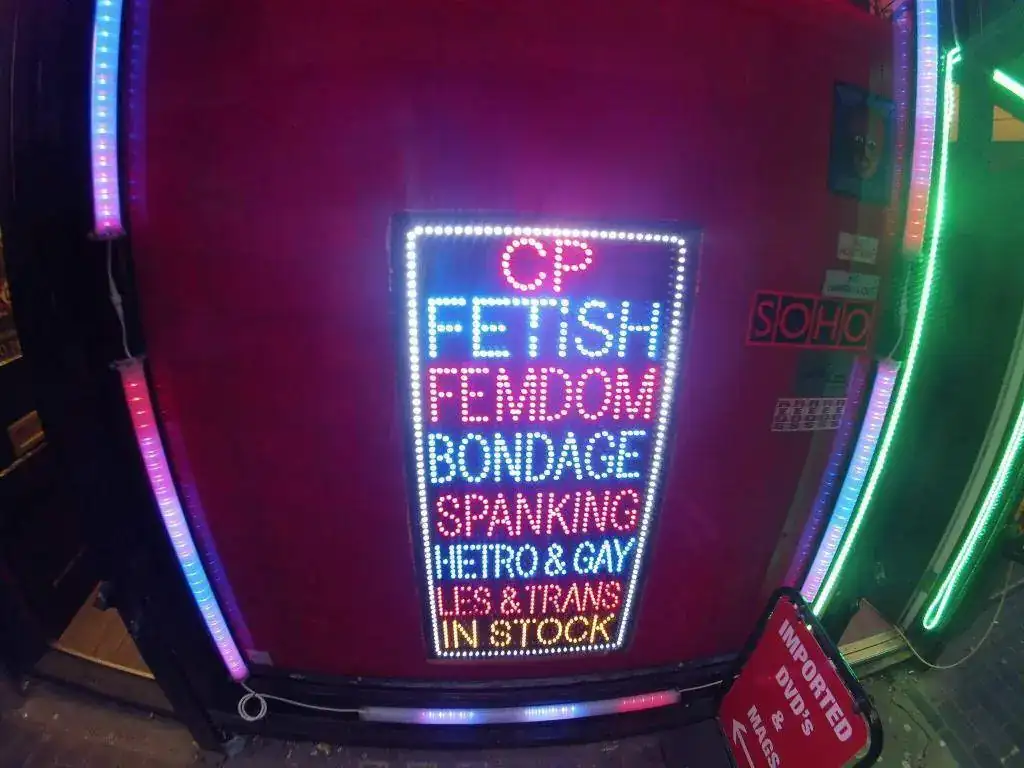 CP
FETISH
FEMDOM
BONDAGE
SPANKING
HETRO & GAY
LES & TRANS
IN STOCK
SOHO
IMPORTED
DVD'S
&
MAGS